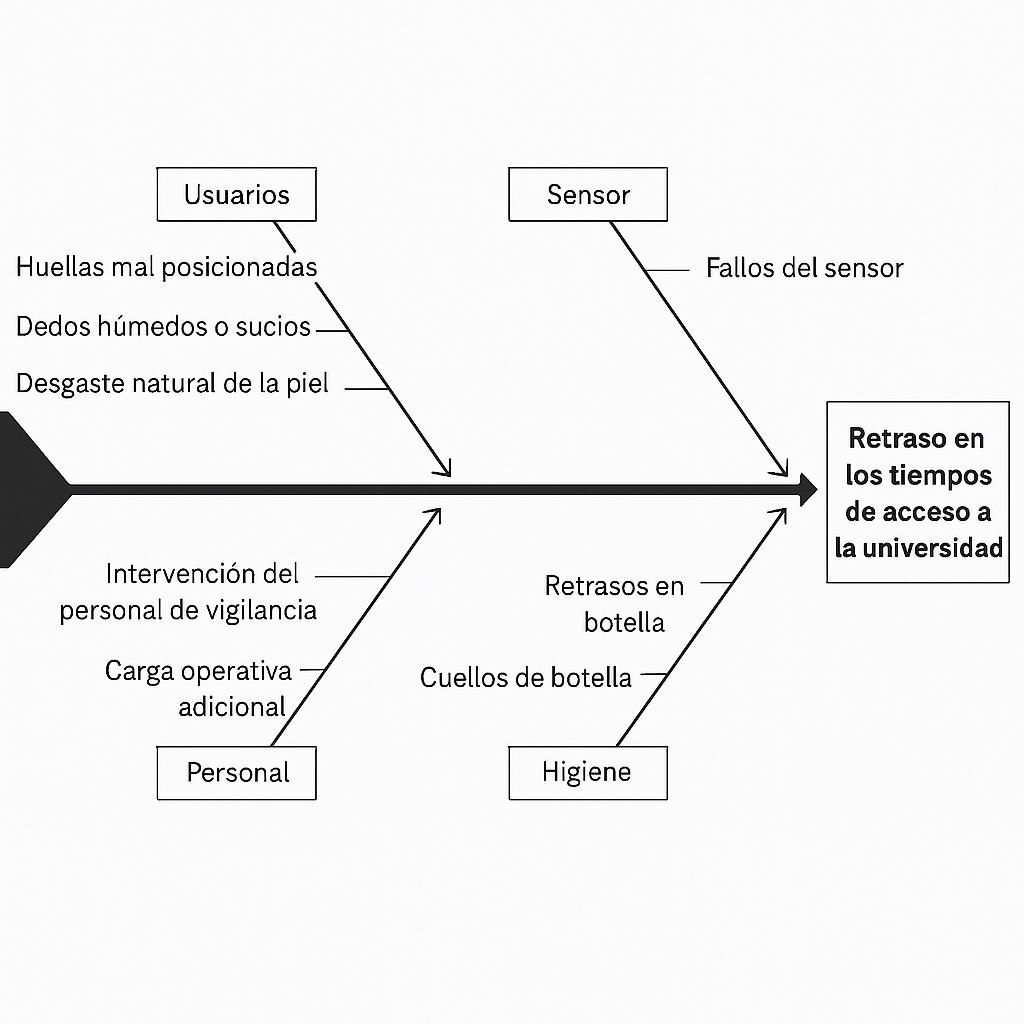 Usuarios
Sensor
Huellas mal posicionadas
Fallos del sensor
Dedos húmedos o sucios
Desgaste natural de la piel
Retraso en
los tiempos
de acceso a
la universidad
Intervención del
personal de vigilancia
Retrasos en
botella
Carga operativa
adicional
Cuellos de botella
Personal
Higiene